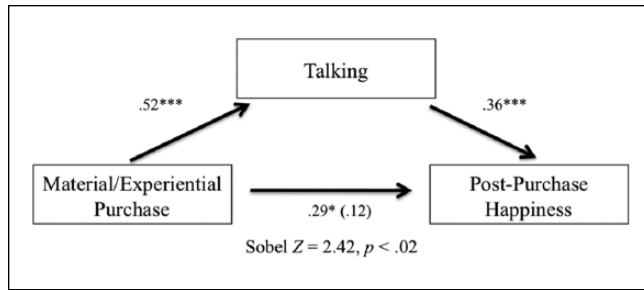 Talking
.52***
.36***
Material/Experiential
Purchase
Post-Purchase
Happiness
.29* (.12)
Sobel Z = 2.42, p < .02